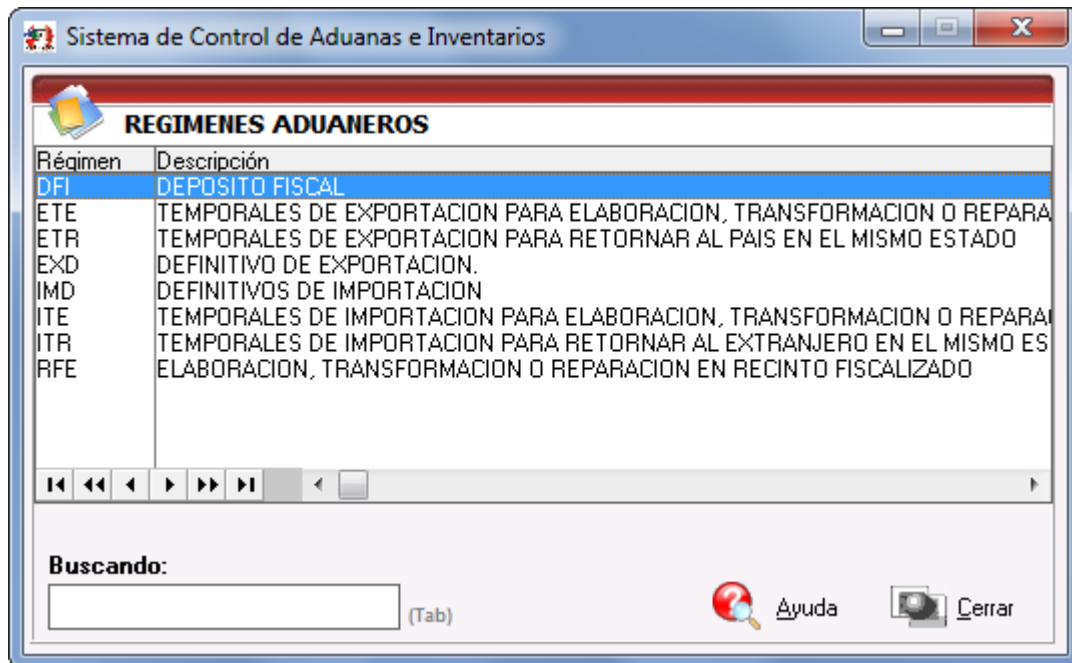 Sistema de Control de Aduanas e Inventarios
REGIMENES ADUANEROS
Régimen Descripción
DFI DEPOSITO FISCAL
ETE TEMPORALES DE EXPORTACION PARA ELABORACION, TRANSFORMACION O REPARA
ETR TEMPORALES DE EXPORTACION PARA RETORNAR AL PAIS EN EL MISMO ESTADO
EXD DEFINITIVO DE EXPORTACION.
IMD DEFINITIVOS DE IMPORTACION
ITE TEMPORALES DE IMPORTACION PARA ELABORACION, TRANSFORMACION O REPARA
ITR TEMPORALES DE IMPORTACION PARA RETORNAR AL EXTRANJERO EN EL MISMO ES
RFE ELABORACION, TRANSFORMACION O REPARACION EN RECINTO FISCALIZADO
Buscando:
(Tab) Ayuda Cerrar